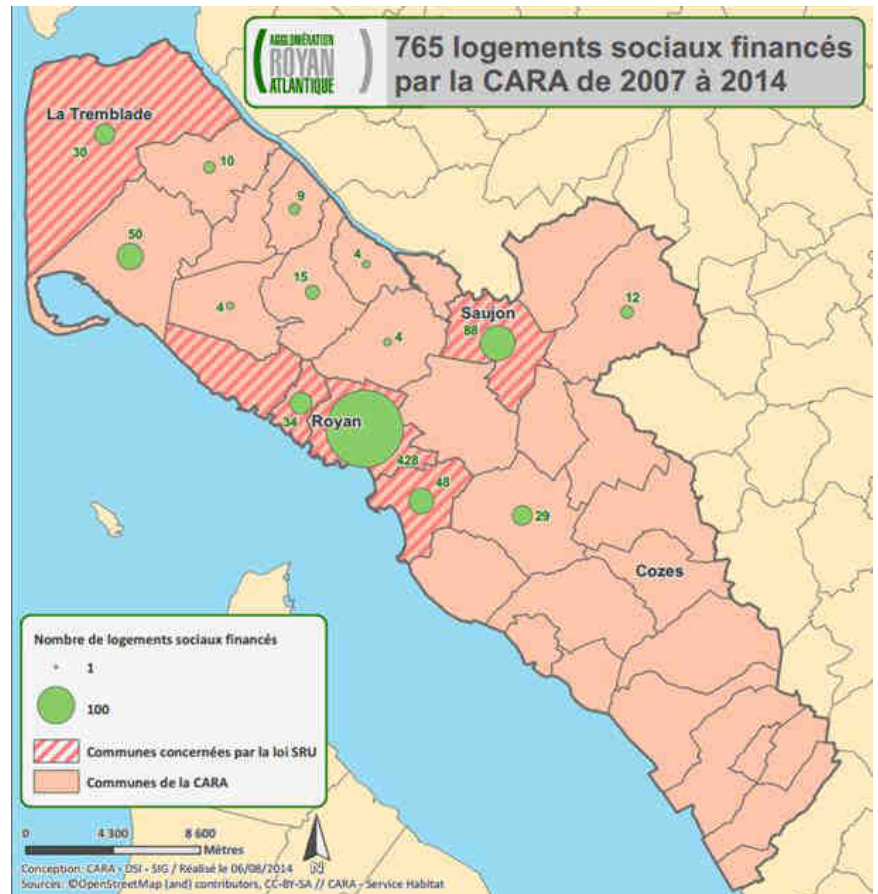 AGGLOMÉRATION
ROYAN
ATLANTIQUE
765 logements sociaux financés
par la CARA de 2007 à 2014
La Tremblade
30
10
9
50
4
15
4
12
Saujon
88
4
34
Royan
428
48
29
Cozes
Nombre de logements sociaux financés
1
100
Communes concernées par la loi SRU
Communes de la CARA
0 4 300 8 600
Mètres
N
Conception: CARA - DSI - SIG / Réalisé le 06/08/2014
Sources: ©OpenStreetMap (and) contributors, CC-BY-SA // CARA - Service Habitat